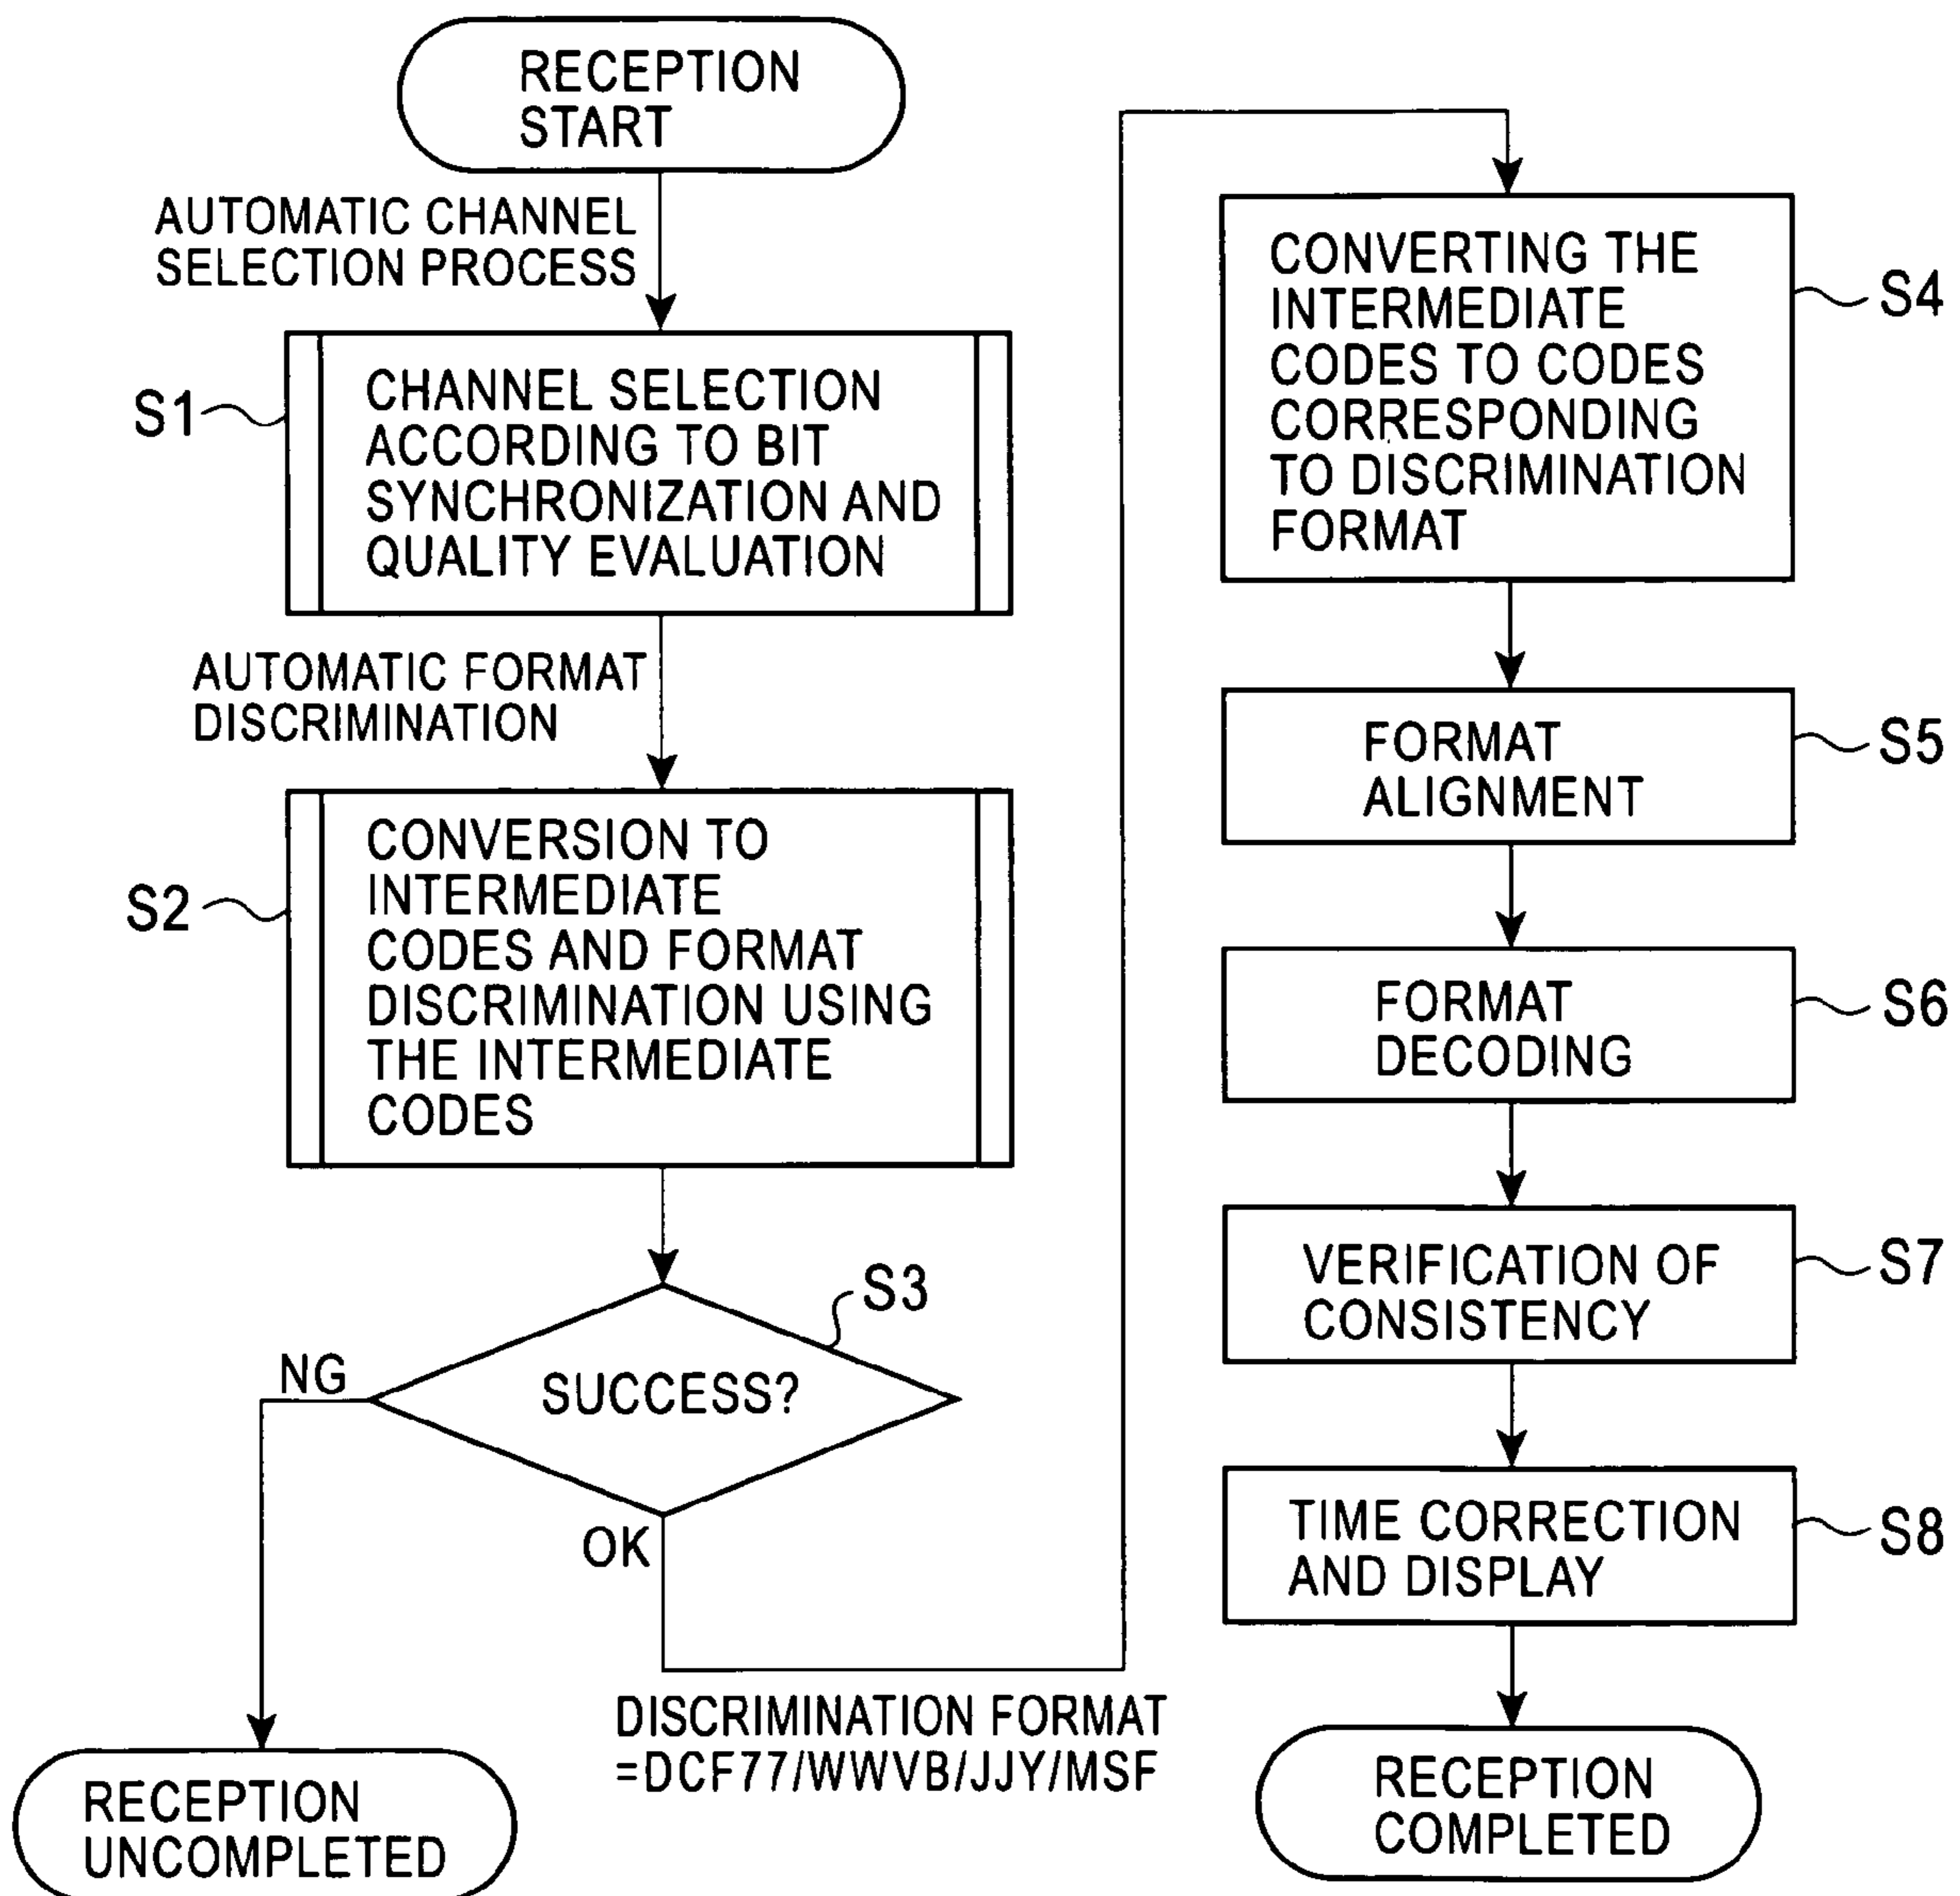 RECEPTION
START
AUTOMATIC CHANNEL
SELECTION PROCESS
S1
CHANNEL SELECTION
ACCORDING TO BIT
SYNCHRONIZATION AND
QUALITY EVALUATION
AUTOMATIC FORMAT
DISCRIMINATION
S2
CONVERSION TO
INTERMEDIATE
CODES AND FORMAT
DISCRIMINATION USING
THE INTERMEDIATE
CODES
S3
SUCCESS?
NG
OK
RECEPTION
UNCOMPLETED
DISCRIMINATION FORMAT
=DCF77/WWVB/JJY/MSF
CONVERTING THE
INTERMEDIATE
CODES TO CODES
CORRESPONDING
TO DISCRIMINATION
FORMAT
S4
FORMAT
ALIGNMENT
S5
FORMAT
DECODING
S6
VERIFICATION OF
CONSISTENCY
S7
TIME CORRECTION
AND DISPLAY
S8
RECEPTION
COMPLETED